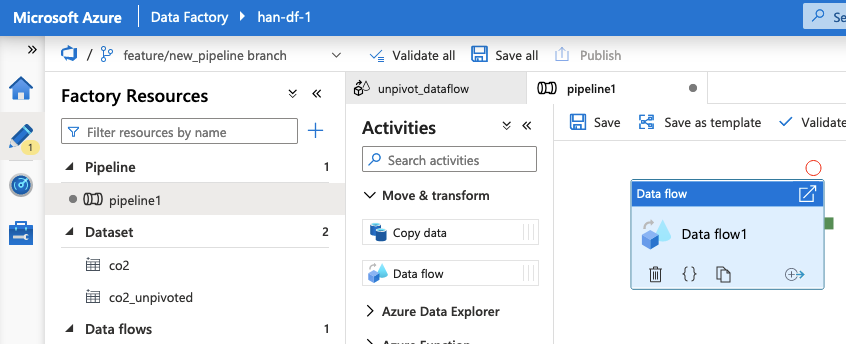 Microsoft Azure
Data Factory
han-df-1
feature/new_pipeline branch
Validate all
Save all
Publish
Factory Resources
Filter resources by name
Pipeline
1
pipeline1
Dataset
2
co2
co2_unpivoted
Data flows
1
1
unpivot_dataflow
pipeline1
Activities
Search activities
Move & transform
Copy data
Data flow
Azure Data Explorer
Azure Function
Save
Save as template
Validate
Data flow
Data flow1
{}